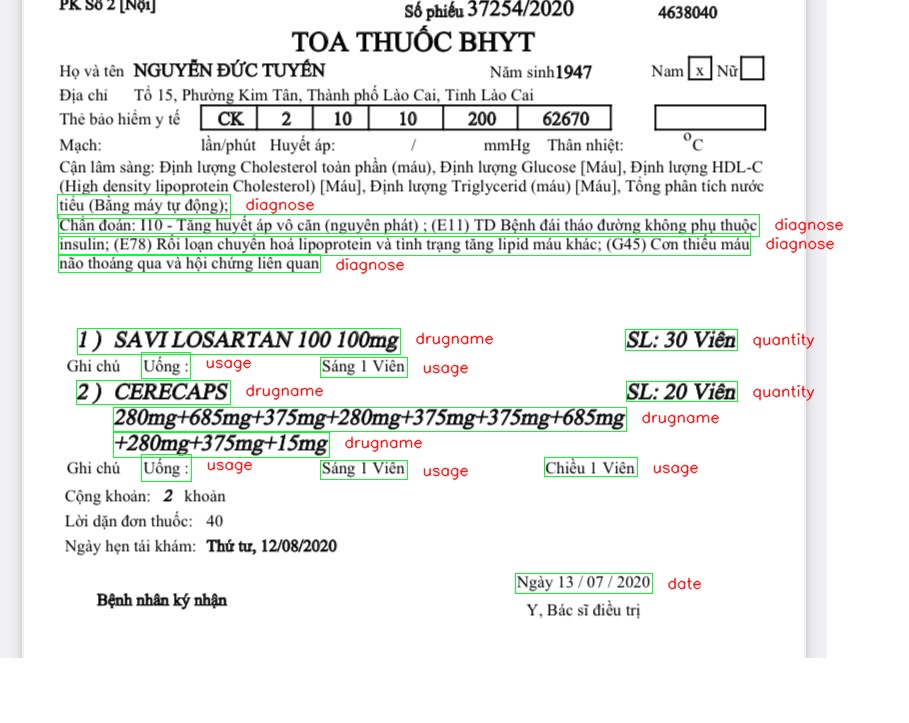 PK Số 2 [Nội]
Số phiếu 37254/2020 4638040
TOA THUỐC BHYT
Họ và tên NGUYỄN ĐỨC TUYẾN Năm sinh1947 Nam x Nữ
Địa chỉ Tổ 15, Phường Kim Tân, Thành phố Lào Cai, Tỉnh Lào Cai
Thẻ bảo hiểm y tế CK 2 10 10 200 62670
Mạch: lần/phút Huyết áp: / mmHg Thân nhiệt: °C
Cận lâm sàng: Định lượng Cholesterol toàn phần (máu), Định lượng Glucose [Máu], Định lượng HDL-C
(High density lipoprotein Cholesterol) [Máu], Định lượng Triglycerid (máu) [Máu], Tổng phân tích nước
tiểu (Bằng máy tự động); diagnose
Chẩn đoán: I10 - Tăng huyết áp vô căn (nguyên phát) ; (E11) TD Bệnh đái tháo đường không phụ thuộc diagnose
insulin; (E78) Rối loạn chuyển hoá lipoprotein và tình trạng tăng lipid máu khác; (G45) Cơn thiếu máu diagnose
não thoáng qua và hội chứng liên quan diagnose
1 ) SAVI LOSARTAN 100 100mg drugname SL: 30 Viên quantity
Ghi chú Uống : usage Sáng 1 Viên usage
2 ) CERECAPS drugname SL: 20 Viên quantity
280mg+685mg+375mg+280mg+375mg+375mg+685mg drugname
+280mg+375mg+15mg drugname
Ghi chú Uống : usage Sáng 1 Viên usage Chiều 1 Viên usage
Cộng khoản: 2 khoản
Lời dặn đơn thuốc: 40
Ngày hẹn tái khám: Thứ tư, 12/08/2020
Ngày 13 / 07 / 2020 date
Bệnh nhân ký nhận
Y, Bác sĩ điều trị